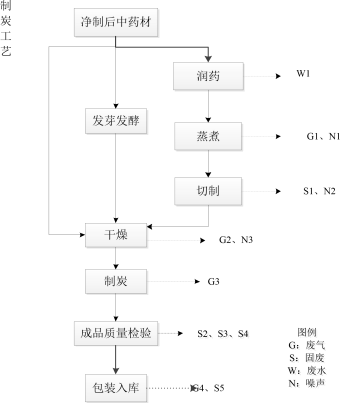 制炭工艺
净制后中药材
润药
W1
发芽发酵
蒸煮
G1、N1
切制
S1、N2
干燥
G2、N3
制炭
G3
成品质量检验
S2、S3、S4
包装入库
G4、S5
图例
G：废气
S：固废
W：废水
N：噪声